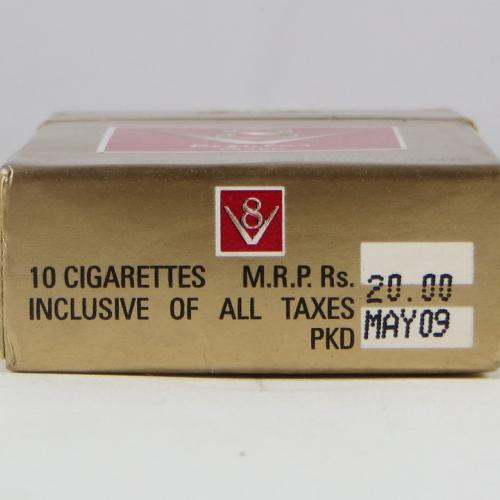 V8
10 CIGARETTES M.R.P. Rs. 20.00
INCLUSIVE OF ALL TAXES
PKD MAY09